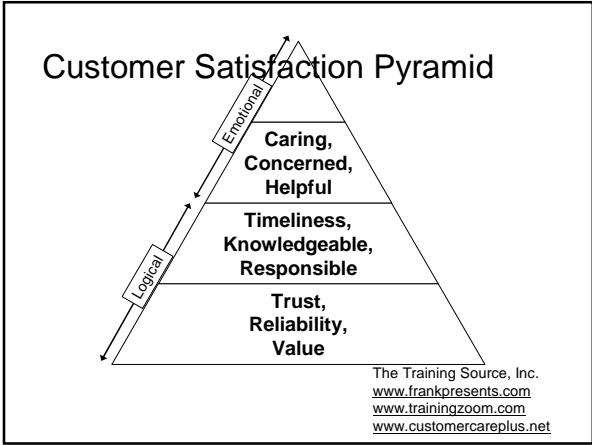 Customer Satisfaction Pyramid
Emotional
Caring,
Concerned,
Helpful
Timeliness,
Knowledgeable,
Responsible
Logical
Trust,
Reliability,
Value
The Training Source, Inc.
www.frankpresents.com
www.trainingzoom.com
www.customercareplus.net